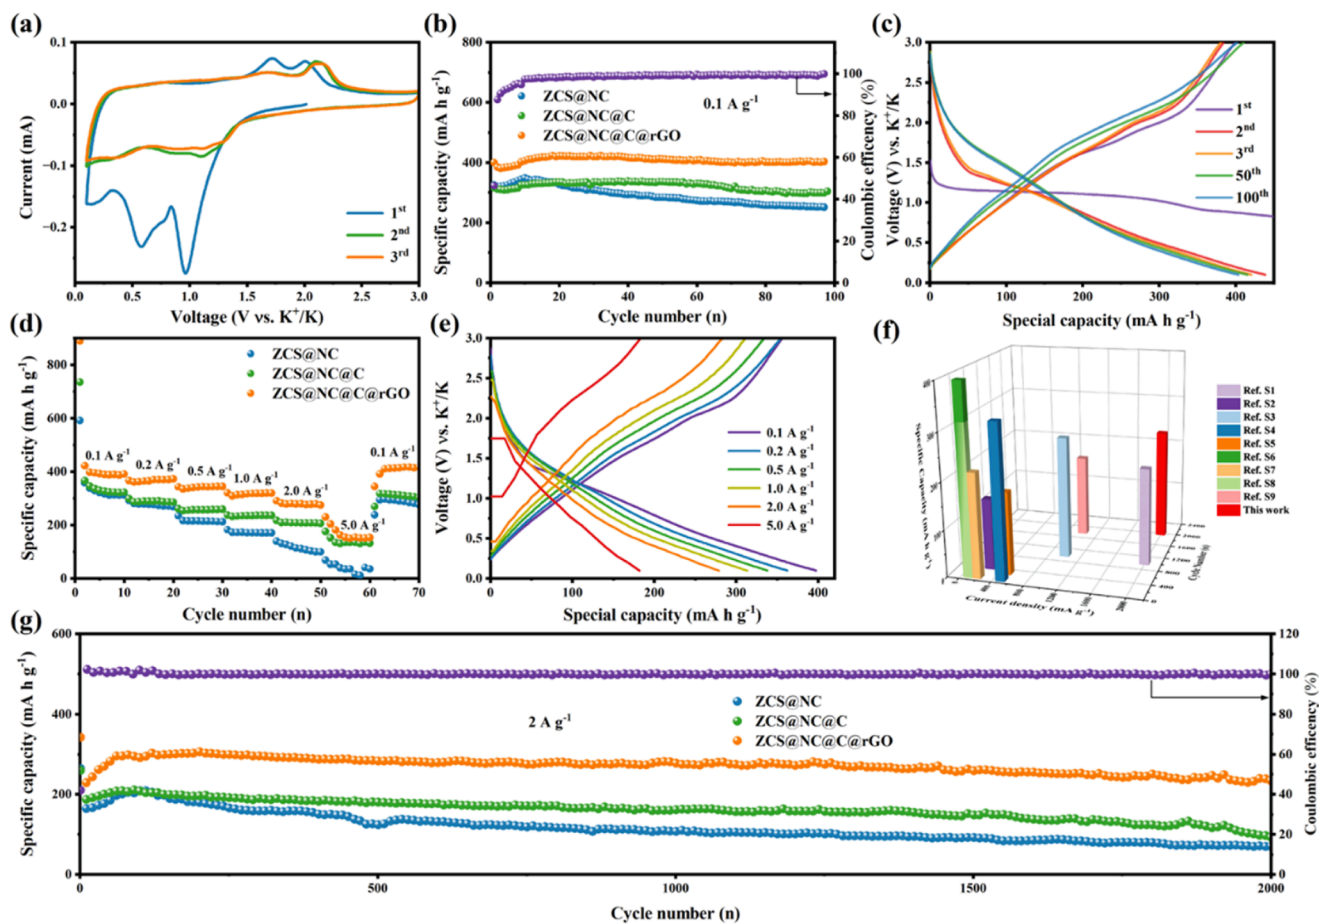 (a)
0.1
0.0
−0.1
−0.2
Current (mA)
1st
2nd
3rd
0.0 0.5 1.0 1.5 2.0 2.5 3.0
Voltage (V vs. K+/K)
(b)
800
600
400
300
200
0
Specific capacity (mA h g-1)
0.1 A g-1
ZCS@NC
ZCS@NC@C
ZCS@NC@C@rGO
100
80
60
40
20
0
Coulombic efficency (%)
0 20 40 60 80 100
Cycle number (n)
(c)
3.0
2.5
2.0
1.5
1.0
0.5
0.0
Voltage (V) vs. K+/K
1st
2nd
3rd
50th
100th
0 100 200 300 400
Special capacity (mA h g-1)
(d)
800
600
400
200
0
Specific capacity (mA h g-1)
ZCS@NC
ZCS@NC@C
ZCS@NC@C@rGO
0.1 A g-1
0.2 A g-1
0.5 A g-1
1.0 A g-1
2.0 A g-1
5.0 A g-1
0.1 A g-1
0 10 20 30 40 50 60 70
Cycle number (n)
(e)
3.0
2.5
2.0
1.5
1.0
0.5
0.0
Voltage (V) vs. K+/K
0.1 A g-1
0.2 A g-1
0.5 A g-1
1.0 A g-1
2.0 A g-1
5.0 A g-1
0 100 200 300 400
Special capacity (mA h g-1)
(f)
Specific Capacity (mAh g-1)
Current density (mA g-1)
Cycle Number (n)
Ref. S1
Ref. S2
Ref. S3
Ref. S4
Ref. S5
Ref. S6
Ref. S7
Ref. S8
Ref. S9
This work
(g)
600
400
200
0
Specific capacity (mA h g-1)
2 A g-1
ZCS@NC
ZCS@NC@C
ZCS@NC@C@rGO
120
100
80
60
40
20
0
Coulombic efficency (%)
0 500 1000 1500 2000
Cycle number (n)